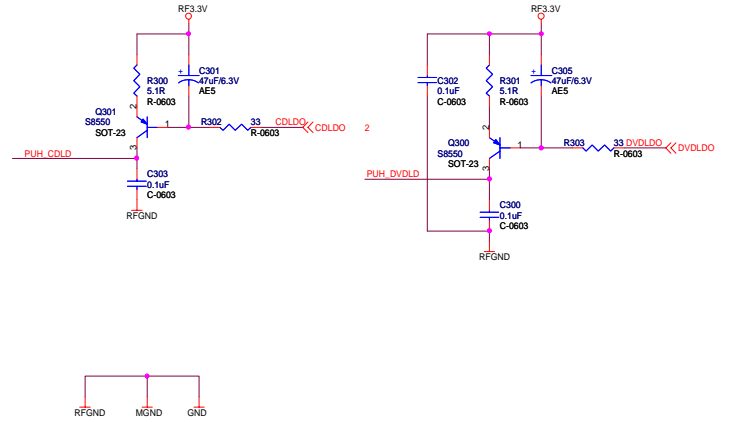 RF3.3V
R300
5.1R
R-0603
C301
47uF/6.3V
AE5
+
2
Q301
S8550
SOT-23
1
R302
33
R-0603
CDLDO
CDLDO
2
3
PUH_CDLD
C303
0.1uF
C-0603
RFGND
RF3.3V
C302
0.1uF
C-0603
R301
5.1R
R-0603
C305
47uF/6.3V
AE5
+
2
Q300
S8550
SOT-23
1
R303
33
R-0603
DVDLDO
DVDLDO
3
PUH_DVDLD
C300
0.1uF
C-0603
RFGND
RFGND
MGND
GND